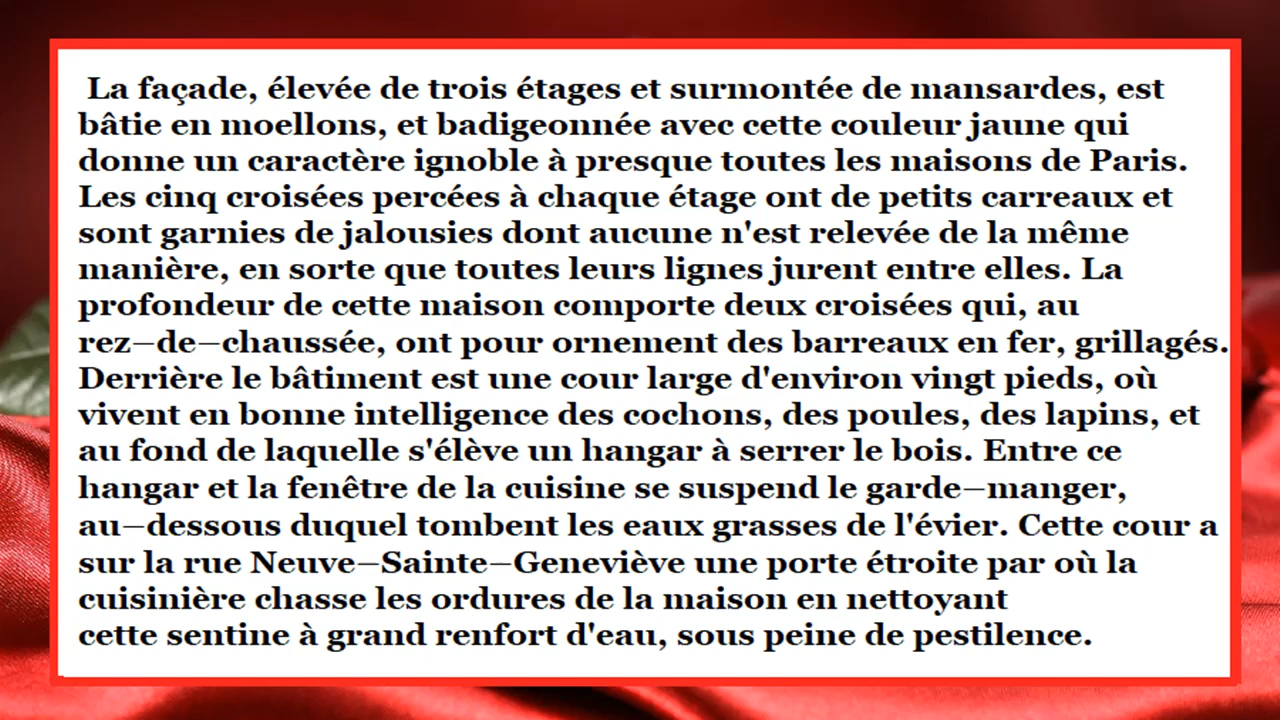 La façade, élevée de trois étages et surmontée de mansardes, est
bâtie en moellons, et badigeonnée avec cette couleur jaune qui
donne un caractère ignoble à presque toutes les maisons de Paris.
Les cinq croisées percées à chaque étage ont de petits carreaux et
sont garnies de jalousies dont aucune n'est relevée de la même
manière, en sorte que toutes leurs lignes jurent entre elles. La
profondeur de cette maison comporte deux croisées qui, au
rez—de—chaussée, ont pour ornement des barreaux en fer, grillagés.
Derrière le bâtiment est une cour large d'environ vingt pieds, où
vivent en bonne intelligence des cochons, des poules, des lapins, et
au fond de laquelle s'élève un hangar à serrer le bois. Entre ce
hangar et la fenêtre de la cuisine se suspend le garde—manger,
au—dessous duquel tombent les eaux grasses de l'évier. Cette cour a
sur la rue Neuve—Sainte—Geneviève une porte étroite par où la
cuisinière chasse les ordures de la maison en nettoyant
cette sentine à grand renfort d'eau, sous peine de pestilence.